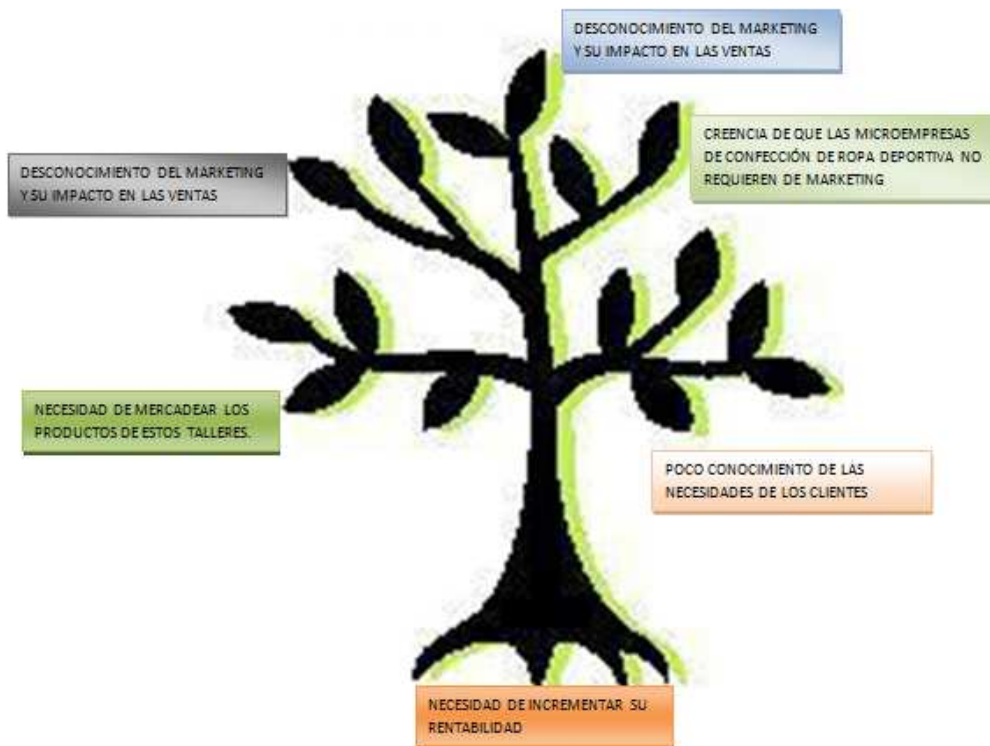 DESCONOCIMIENTO DEL MARKETING
Y SU IMPACTO EN LAS VENTAS
CREENCIA DE QUE LAS MICROEMPRESAS
DE CONFECCIÓN DE ROPA DEPORTIVA NO
REQUIEREN DE MARKETING
DESCONOCIMIENTO DEL MARKETING
Y SU IMPACTO EN LAS VENTAS
NECESIDAD DE MERCADEAR LOS
PRODUCTOS DE ESTOS TALLERES.
POCO CONOCIMIENTO DE LAS
NECESIDADES DE LOS CLIENTES
NECESIDAD DE INCREMENTAR SU
RENTABILIDAD